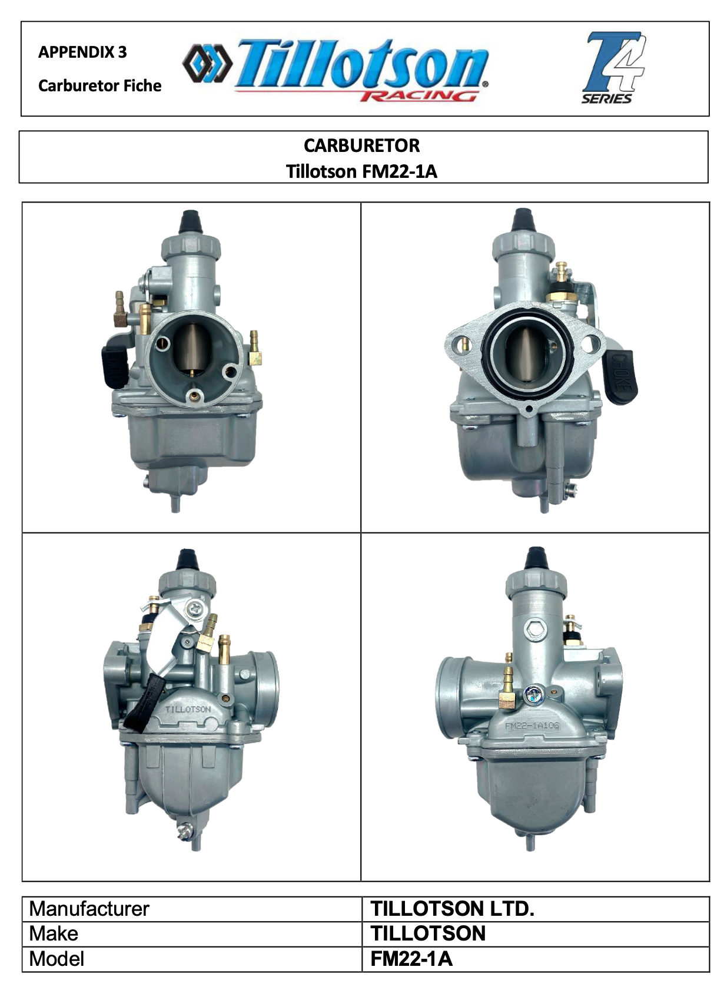 APPENDIX 3
Carburetor Fiche
Tillotson®
RACING
T4
SERIES
CARBURETOR
Tillotson FM22-1A
CHOKE
TILLOTSON
FM22-1A10G
Manufacturer TILLOTSON LTD.
Make TILLOTSON
Model FM22-1A